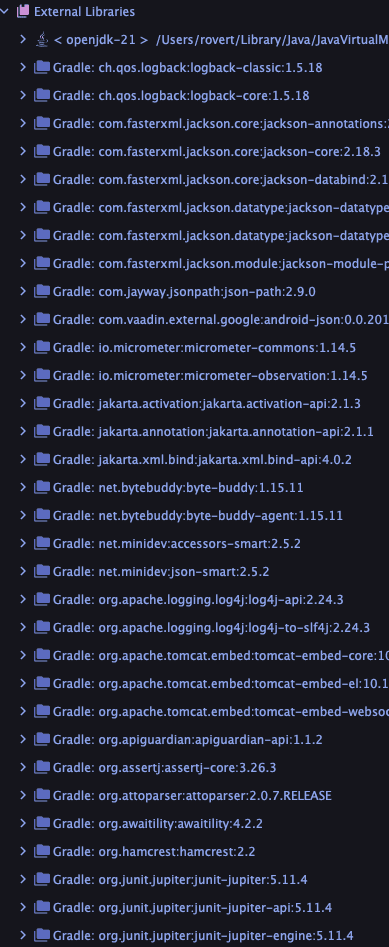 External Libraries
< openjdk-21 > /Users/rovert/Library/Java/JavaVirtualM
Gradle: ch.qos.logback:logback-classic:1.5.18
Gradle: ch.qos.logback:logback-core:1.5.18
Gradle: com.fasterxml.jackson.core:jackson-annotations:
Gradle: com.fasterxml.jackson.core:jackson-core:2.18.3
Gradle: com.fasterxml.jackson.core:jackson-databind:2.1
Gradle: com.fasterxml.jackson.datatype:jackson-datatype
Gradle: com.fasterxml.jackson.datatype:jackson-datatype
Gradle: com.fasterxml.jackson.module:jackson-module-p
Gradle: com.jayway.jsonpath:json-path:2.9.0
Gradle: com.vaadin.external.google:android-json:0.0.201
Gradle: io.micrometer:micrometer-commons:1.14.5
Gradle: io.micrometer:micrometer-observation:1.14.5
Gradle: jakarta.activation:jakarta.activation-api:2.1.3
Gradle: jakarta.annotation:jakarta.annotation-api:2.1.1
Gradle: jakarta.xml.bind:jakarta.xml.bind-api:4.0.2
Gradle: net.bytebuddy:byte-buddy:1.15.11
Gradle: net.bytebuddy:byte-buddy-agent:1.15.11
Gradle: net.minidev:accessors-smart:2.5.2
Gradle: net.minidev:json-smart:2.5.2
Gradle: org.apache.logging.log4j:log4j-api:2.24.3
Gradle: org.apache.logging.log4j:log4j-to-slf4j:2.24.3
Gradle: org.apache.tomcat.embed:tomcat-embed-core:10
Gradle: org.apache.tomcat.embed:tomcat-embed-el:10.1
Gradle: org.apache.tomcat.embed:tomcat-embed-websoc
Gradle: org.apiguardian:apiguardian-api:1.1.2
Gradle: org.assertj:assertj-core:3.26.3
Gradle: org.attoparser:attoparser:2.0.7.RELEASE
Gradle: org.awaitility:awaitility:4.2.2
Gradle: org.hamcrest:hamcrest:2.2
Gradle: org.junit.jupiter:junit-jupiter:5.11.4
Gradle: org.junit.jupiter:junit-jupiter-api:5.11.4
Gradle: org.junit.jupiter:junit-jupiter-engine:5.11.4